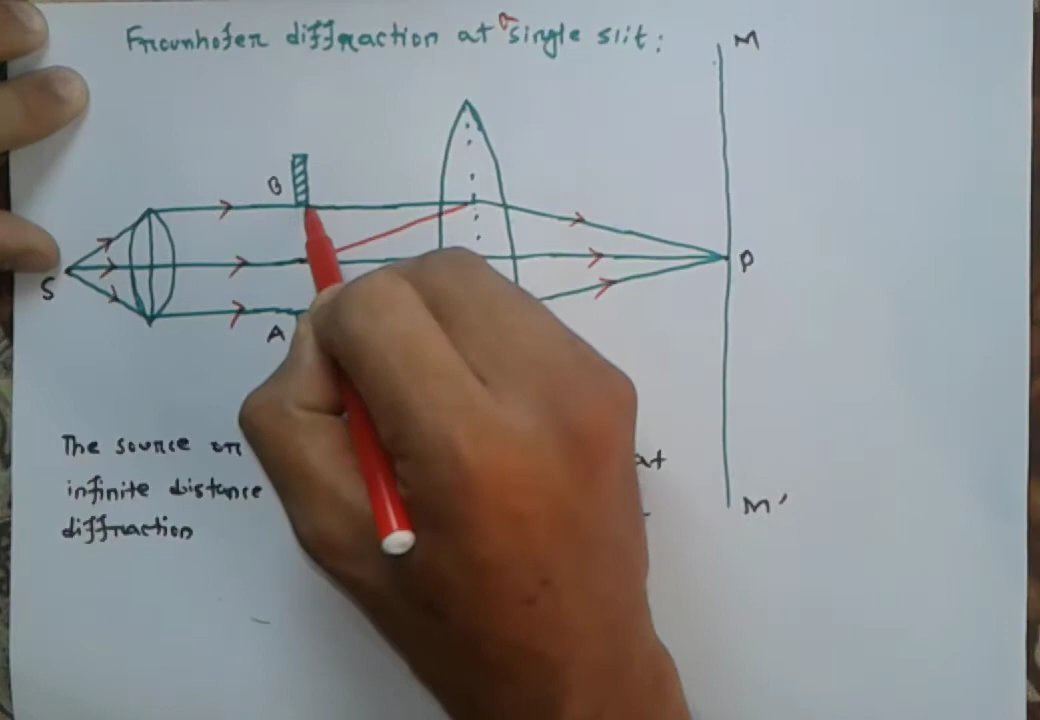 Fraunhofer diffraction at a single slit:
M
B
S
P
A
The source or at
infinite distance
diffraction
M'